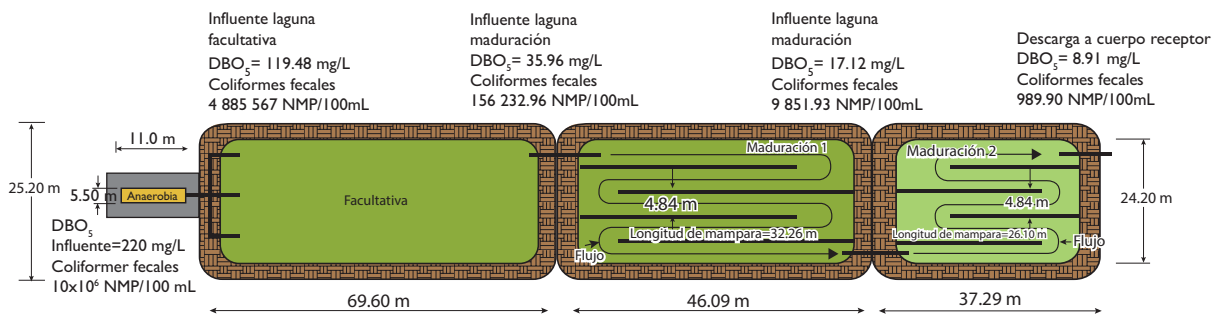 Influente laguna
facultativa
DBO5= 119.48 mg/L
Coliformes fecales
4 885 567 NMP/100mL
Influente laguna
maduración
DBO5= 35.96 mg/L
Coliformes fecales
156 232.96 NMP/100mL
Influente laguna
maduración
DBO5= 17.12 mg/L
Coliformes fecales
9 851.93 NMP/100mL
Descarga a cuerpo receptor
DBO5= 8.91 mg/L
Coliformes fecales
989.90 NMP/100mL
11.0 m
25.20 m
5.50 m
Anaerobia
DBO5
Influente=220 mg/L
Coliformer fecales
10x10⁶ NMP/100 mL
Facultativa
Maduración 1
4.84 m
Longitud de mampara=32.26 m
Flujo
Maduración 2
4.84 m
Longitud de mampara=26.10 m
Flujo
24.20 m
69.60 m
46.09 m
37.29 m